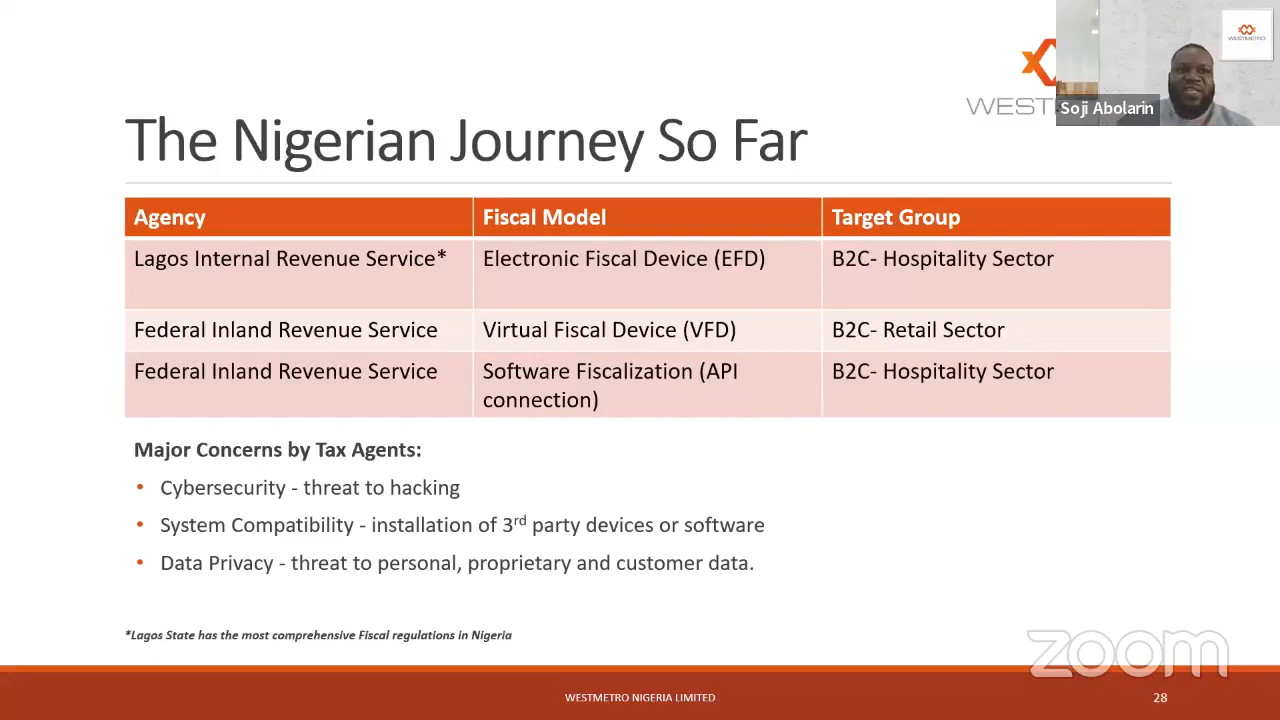 WESTMETRO
WEST
Soji Abolarin
The Nigerian Journey So Far
Agency Fiscal Model Target Group
Lagos Internal Revenue Service* Electronic Fiscal Device (EFD) B2C- Hospitality Sector
Federal Inland Revenue Service Virtual Fiscal Device (VFD) B2C- Retail Sector
Federal Inland Revenue Service Software Fiscalization (API B2C- Hospitality Sector
connection)
Major Concerns by Tax Agents:
• Cybersecurity - threat to hacking
• System Compatibility - installation of 3rd party devices or software
• Data Privacy - threat to personal, proprietary and customer data.
*Lagos State has the most comprehensive Fiscal regulations in Nigeria
zoom
WESTMETRO NIGERIA LIMITED 28